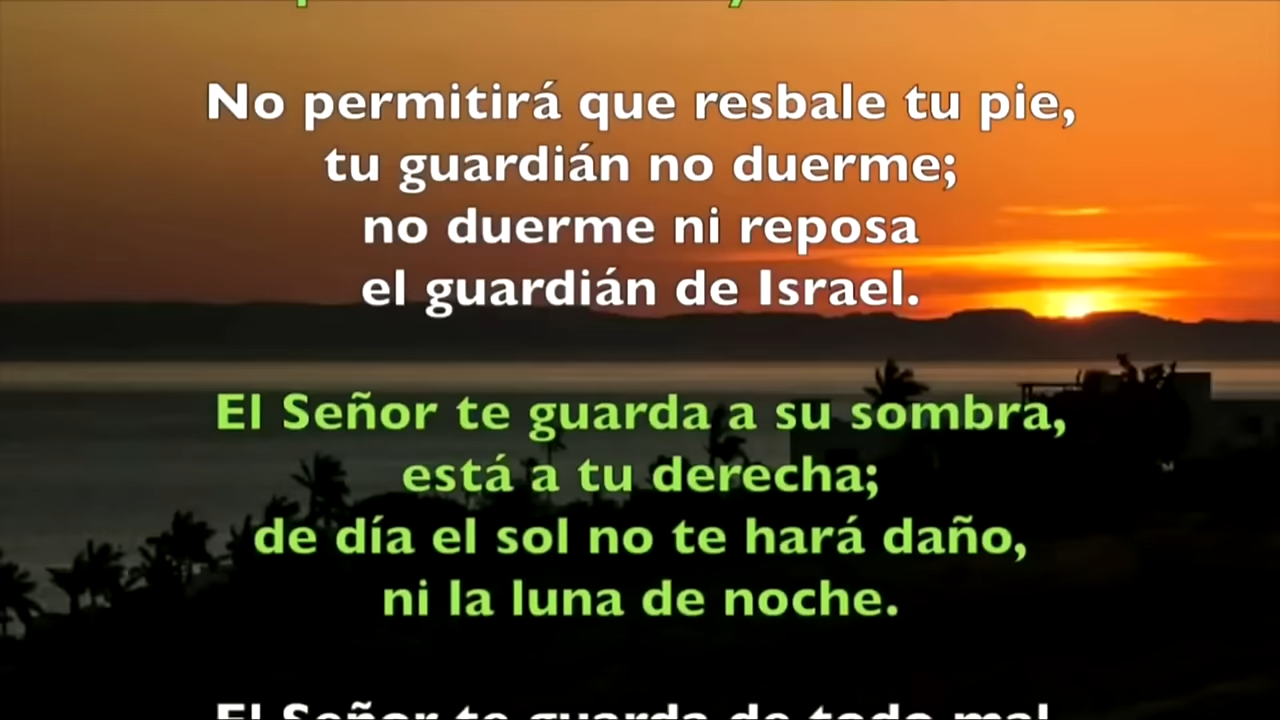 No permitirá que resbale tu pie,
tu guardián no duerme;
no duerme ni reposa
el guardián de Israel.
El Señor te guarda a su sombra,
está a tu derecha;
de día el sol no te hará daño,
ni la luna de noche.
El Señor te guarda de todo mal